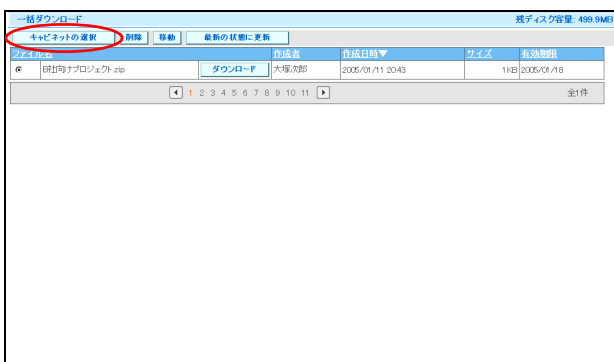 一括ダウンロード 残ディスク容量: 499.9MB
キャビネットの選択 削除 移動 最新の状態に更新
ファイル名 作成者 作成日時▼ サイズ 有効期限
研社向けプロジェクト.zip ダウンロード 大塚次郎 2005/01/11 20:43 1KB 2005/01/18
1 2 3 4 5 6 7 8 9 10 11 全1件